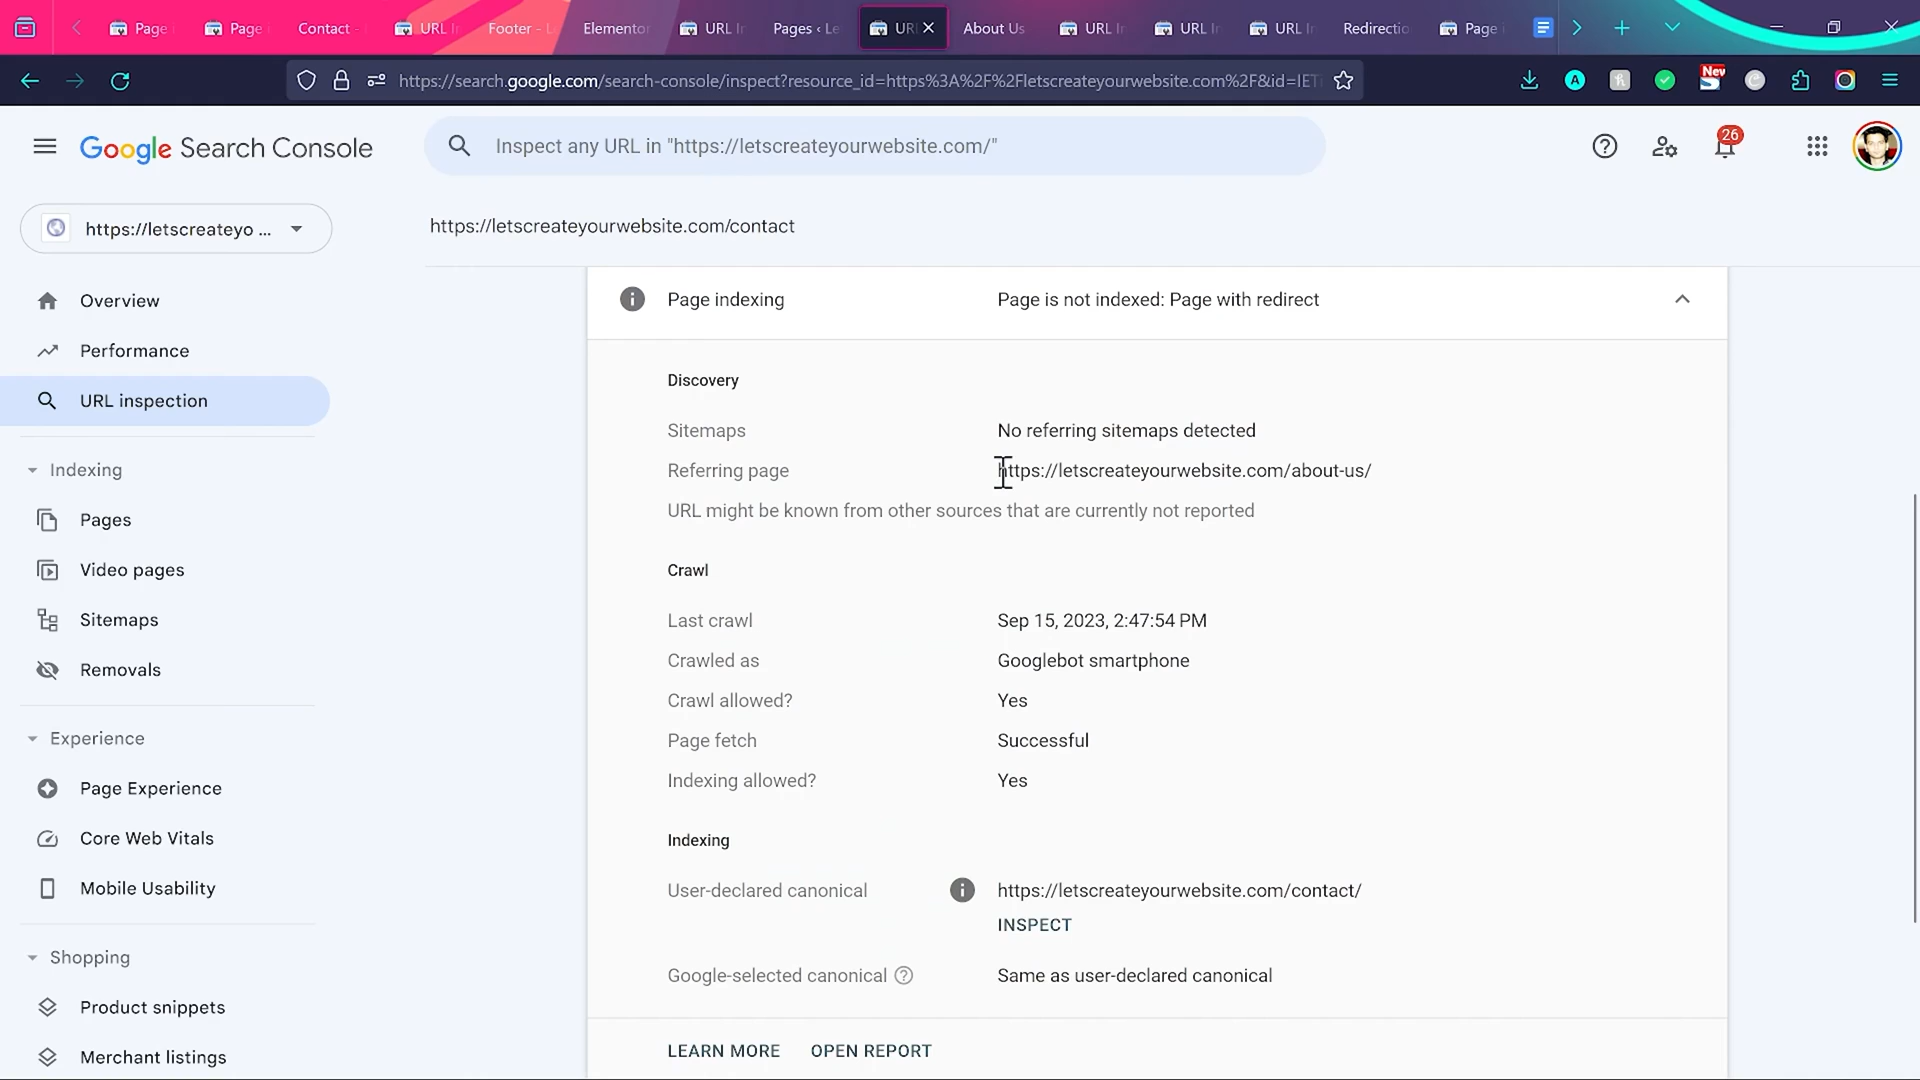 Page
Page
Contact -
URL In
Footer - Le
Elementor
URL In
Pages ‹ Le
UR
About Us
URL In
URL In
URL In
Redirectio
Page i
https://search.google.com/search-console/inspect?resource_id=https%3A%2F%2Fletscreateyourwebsite.com%2F&id=IET
New
Google Search Console
Inspect any URL in "https://letscreateyourwebsite.com/"
26
https://letscreateyo ...
https://letscreateyourwebsite.com/contact
Overview
Performance
URL inspection
Indexing
Pages
Video pages
Sitemaps
Removals
Experience
Page Experience
Core Web Vitals
Mobile Usability
Shopping
Product snippets
Merchant listings
Page indexing
Page is not indexed: Page with redirect
Discovery
Sitemaps
No referring sitemaps detected
Referring page
https://letscreateyourwebsite.com/about-us/
URL might be known from other sources that are currently not reported
Crawl
Last crawl
Sep 15, 2023, 2:47:54 PM
Crawled as
Googlebot smartphone
Crawl allowed?
Yes
Page fetch
Successful
Indexing allowed?
Yes
Indexing
User-declared canonical
https://letscreateyourwebsite.com/contact/
INSPECT
Google-selected canonical
Same as user-declared canonical
LEARN MORE
OPEN REPORT